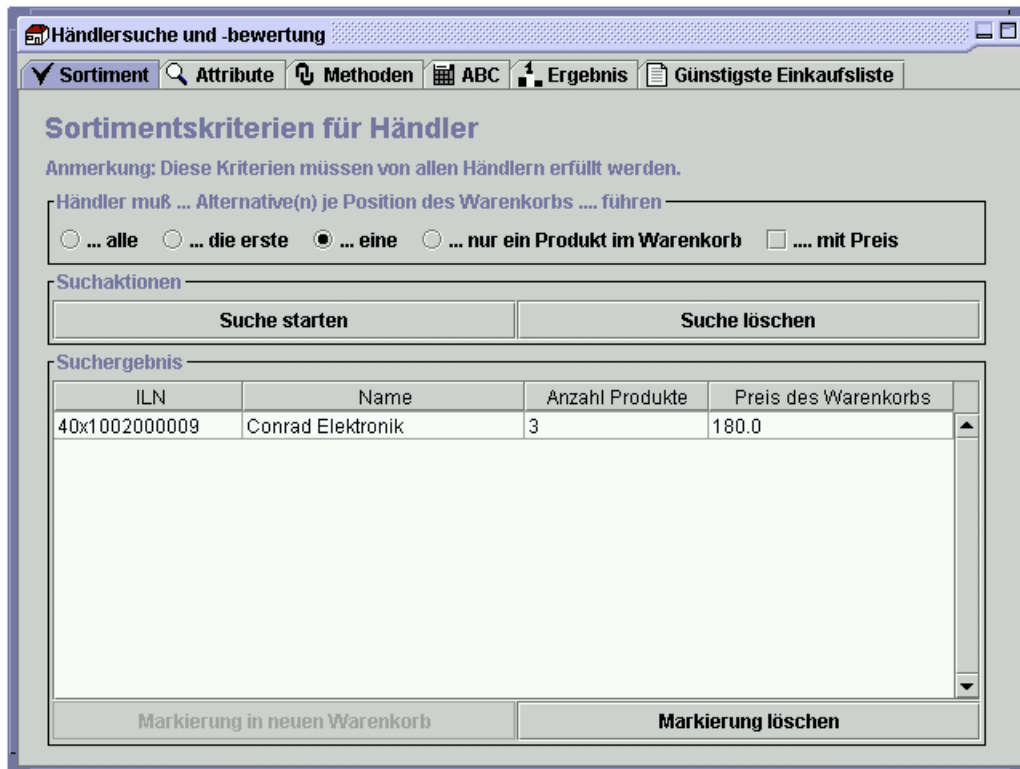 Händlersuche und -bewertung
Sortiment Attribute Methoden ABC Ergebnis Günstigste Einkaufsliste
Sortimentskriterien für Händler
Anmerkung: Diese Kriterien müssen von allen Händlern erfüllt werden.
Händler muß ... Alternative(n) je Position des Warenkorbs .... führen
... alle ... die erste ... eine ... nur ein Produkt im Warenkorb .... mit Preis
Suchaktionen
Suche starten Suche löschen
Suchergebnis
ILN Name Anzahl Produkte Preis des Warenkorbs
40x1002000009 Conrad Elektronik 3 180.0
Markierung in neuen Warenkorb Markierung löschen